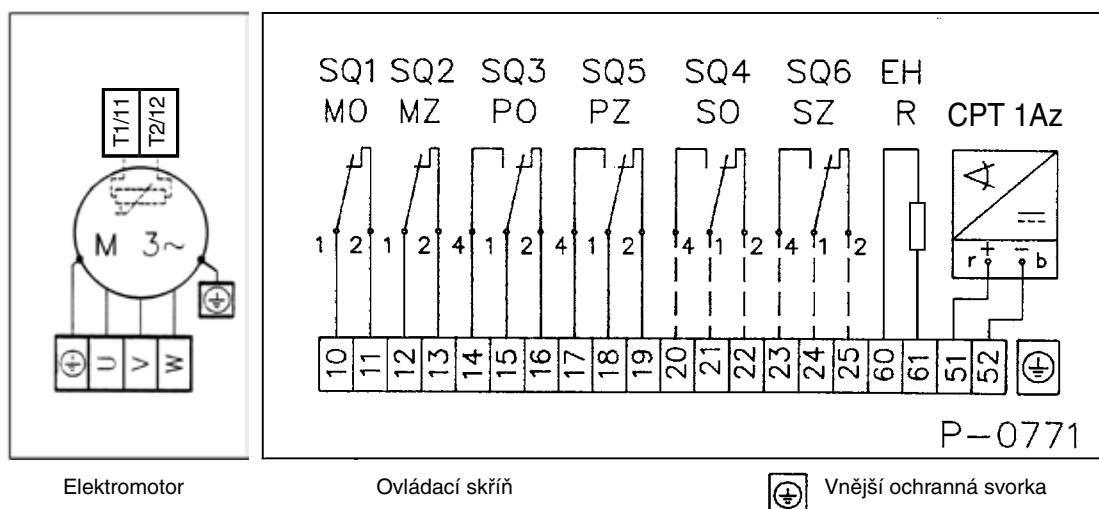 SQ1 SQ2 SQ3 SQ5 SQ4 SQ6 EH
MO MZ PO PZ SO SZ R CPT 1Az
T1/11
T2/12
M 3~
1 2 1 2 4 1 2 4 1 2 4 1 2 4 1 2
r + − b
U V W
10 11 12 13 14 15 16 17 18 19 20 21 22 23 24 25 60 61 51 52
P-0771
Elektromotor
Ovládací skříň
Vnější ochranná svorka